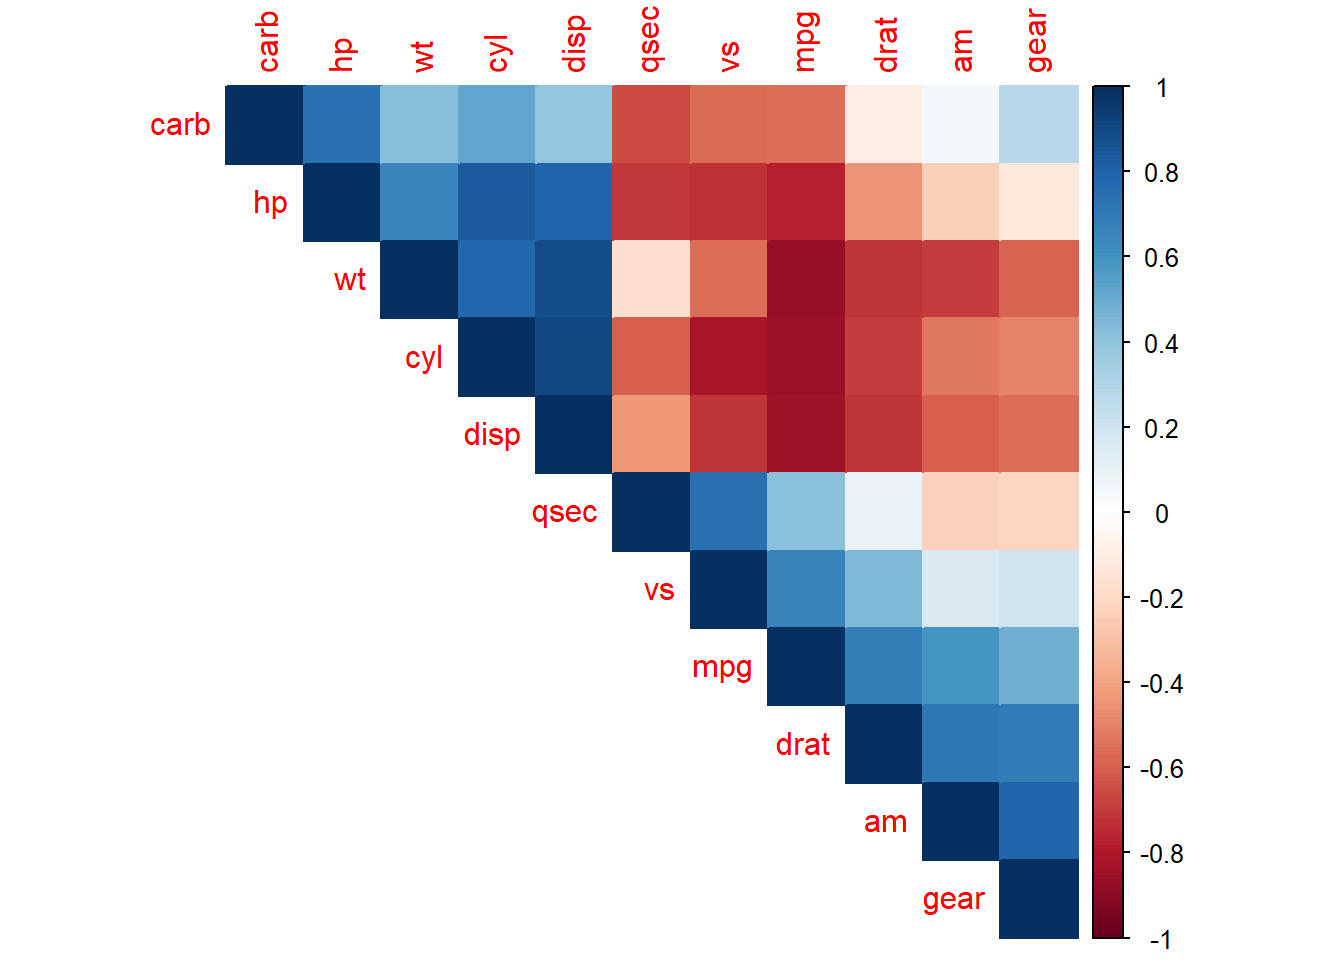 carb hp wt cyl disp qsec vs mpg drat am gear
carb
hp
wt
cyl
disp
qsec
vs
mpg
drat
am
gear
1
0.8
0.6
0.4
0.2
0
-0.2
-0.4
-0.6
-0.8
-1